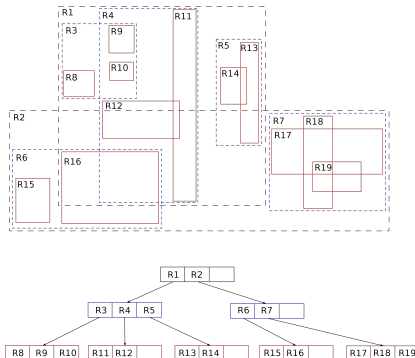 R1
R4
R11
R3
R9
R5
R13
R10
R8
R14
R12
R2
R7
R18
R17
R6
R16
R19
R15
R1 R2
R3 R4 R5
R6 R7
R8 R9 R10
R11 R12
R13 R14
R15 R16
R17 R18 R19